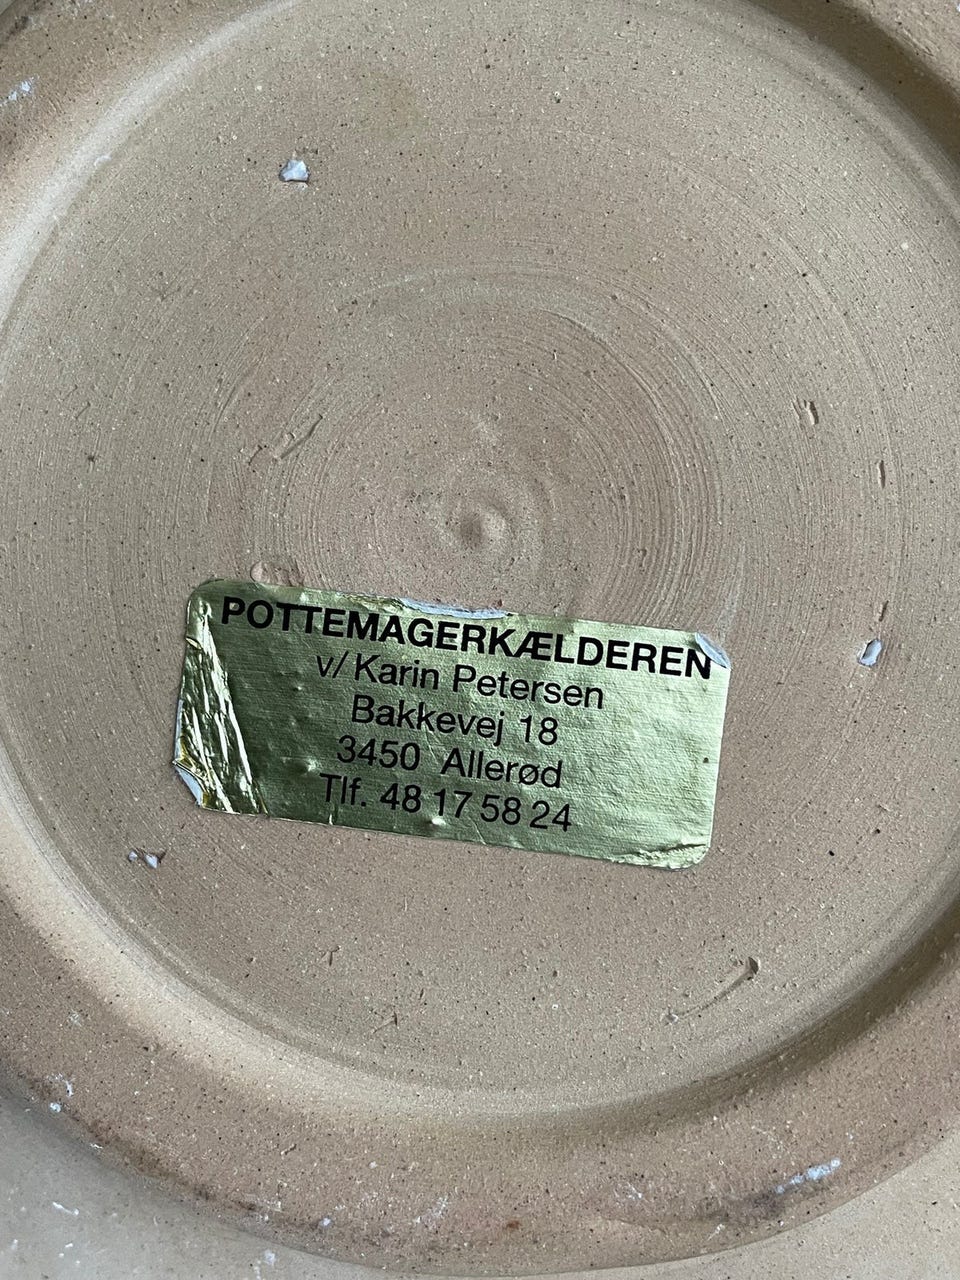 POTTEMAGERKÆLDEREN
v/ Karin Petersen
Bakkevej 18
3450 Allerød
Tlf. 48 17 58 24